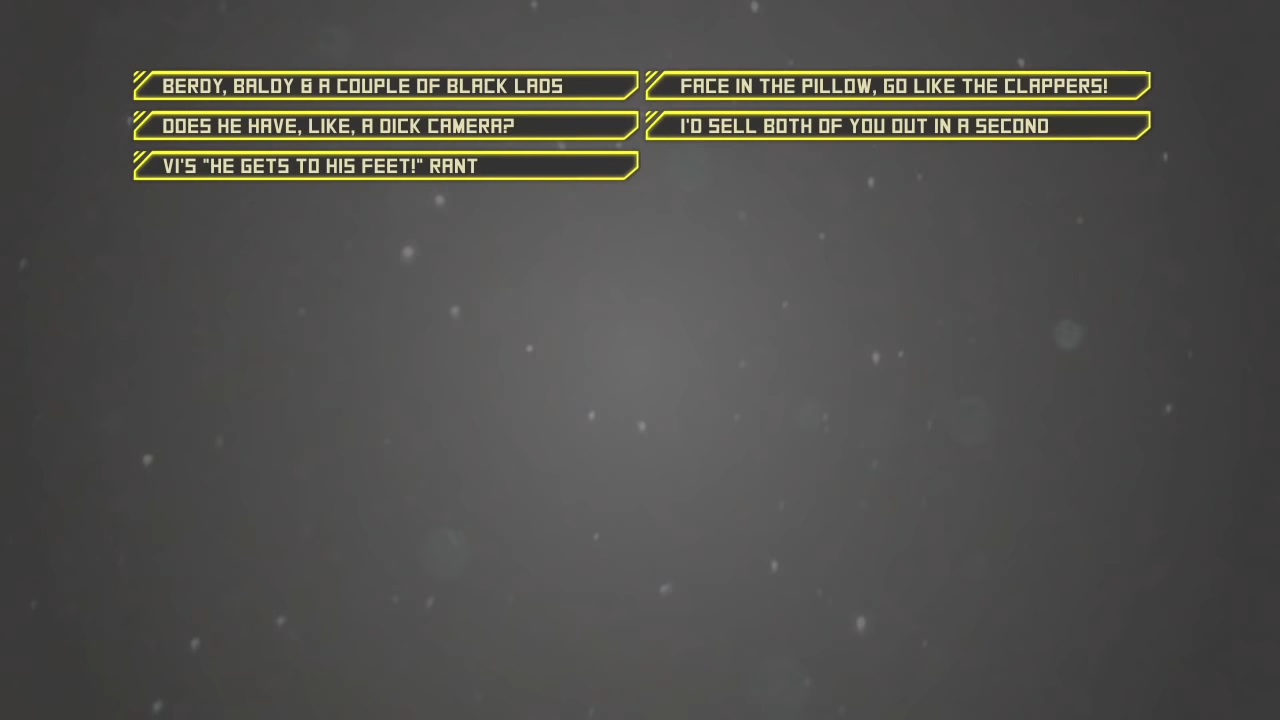 BERDY, BALDY & A COUPLE OF BLACK LADS
FACE IN THE PILLOW, GO LIKE THE CLAPPERS!
DOES HE HAVE, LIKE, A DICK CAMERA?
I'D SELL BOTH OF YOU OUT IN A SECOND
VI'S "HE GETS TO HIS FEET!" RANT